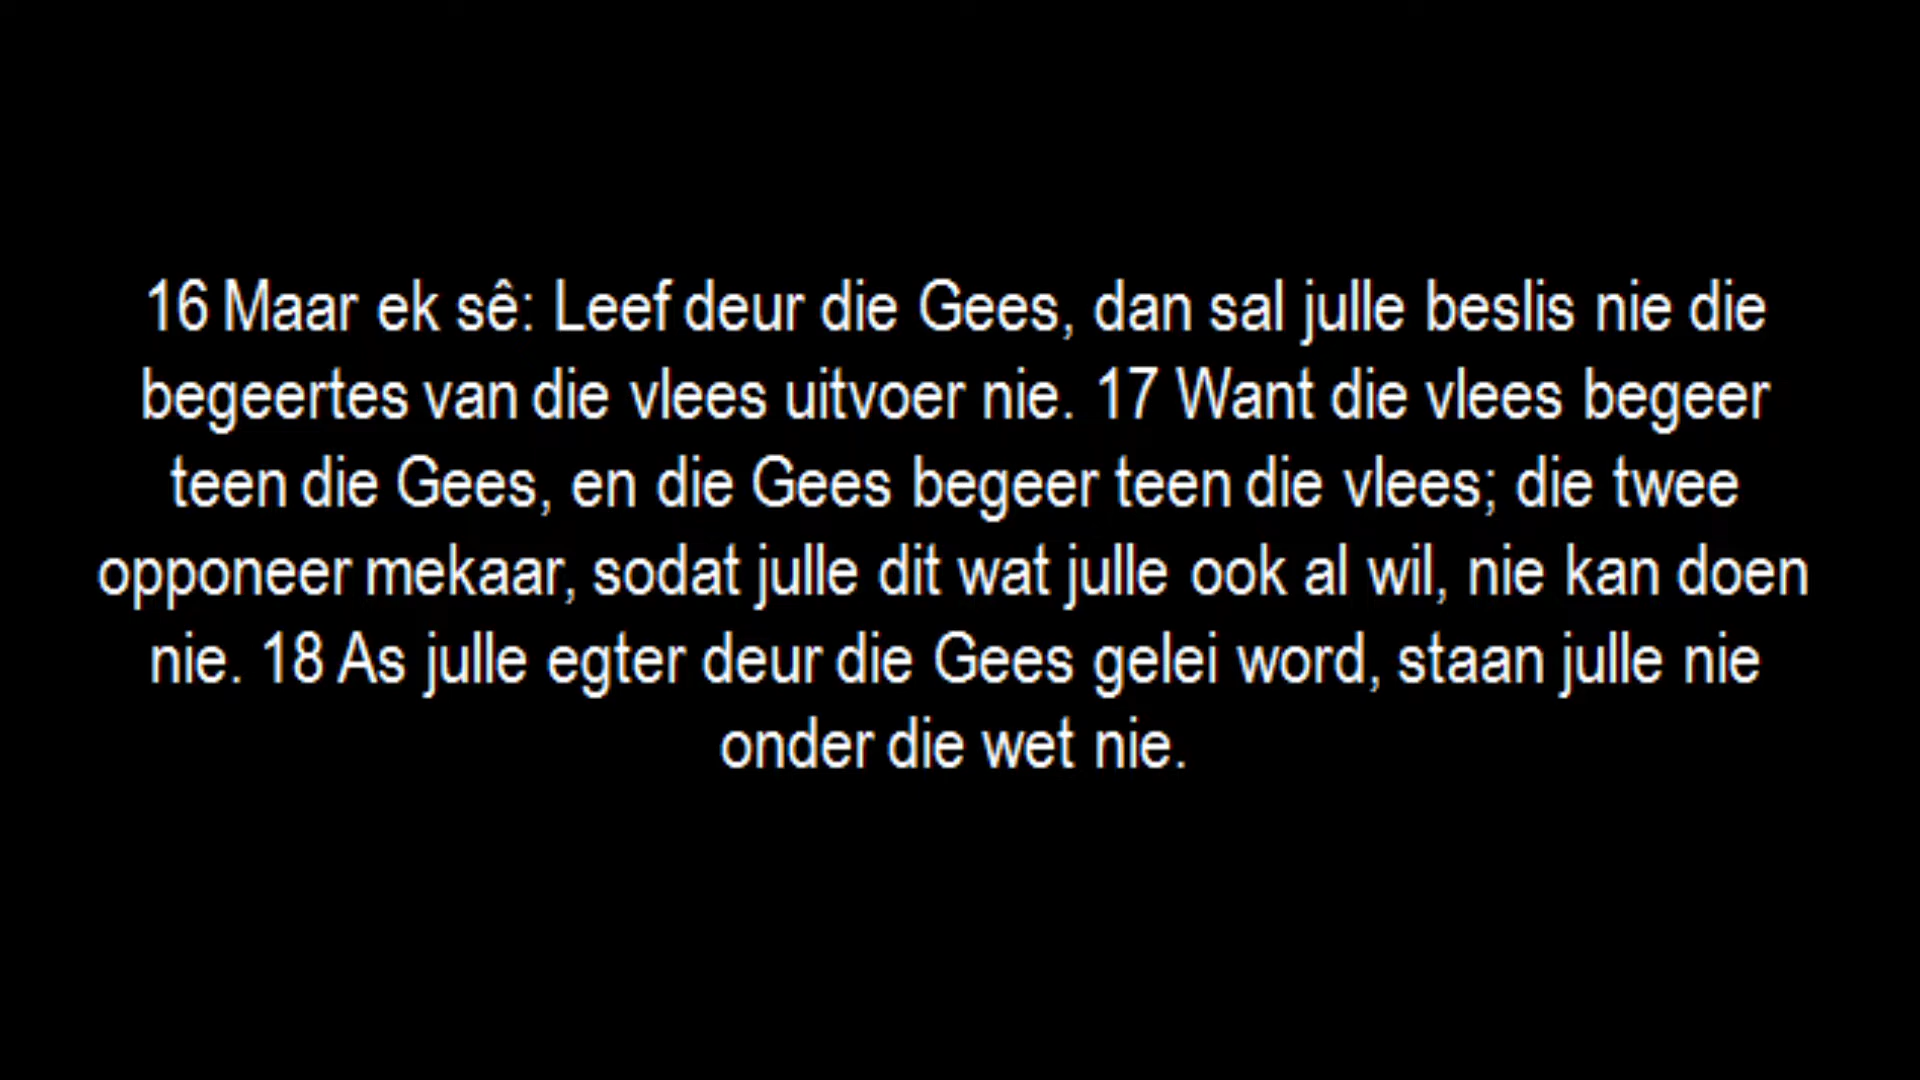 16 Maar ek sê: Leef deur die Gees, dan sal julle beslis nie die
begeertes van die vlees uitvoer nie. 17 Want die vlees begeer
teen die Gees, en die Gees begeer teen die vlees; die twee
opponeer mekaar, sodat julle dit wat julle ook al wil, nie kan doen
nie. 18 As julle egter deur die Gees gelei word, staan julle nie
onder die wet nie.